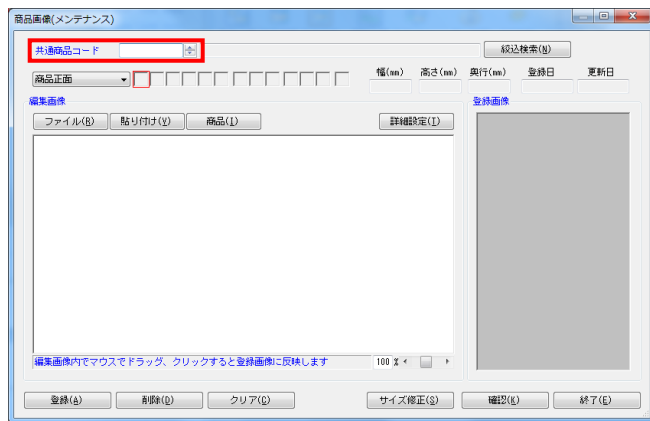 商品画像(メンテナンス)
共通商品コード
絞込検索(N)
商品正面
幅(mm) 高さ(mm) 奥行(mm) 登録日 更新日
編集画像
登録画像
ファイル(R) 貼り付け(V) 商品(I) 詳細設定(T)
編集画像内でマウスでドラッグ、クリックすると登録画像に反映します
100 %
登録(A) 削除(D) クリア(C) サイズ修正(S) 確認(K) 終了(E)